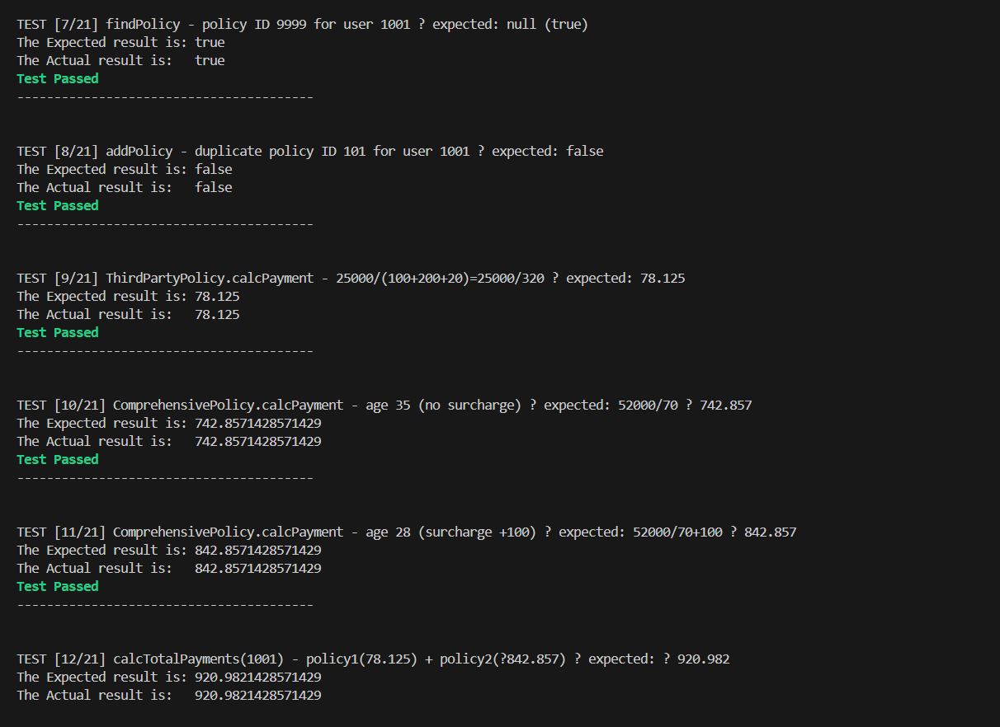 TEST [7/21] findPolicy - policy ID 9999 for user 1001 ? expected: null (true)
The Expected result is: true
The Actual result is:   true
Test Passed
----------------------------------------
TEST [8/21] addPolicy - duplicate policy ID 101 for user 1001 ? expected: false
The Expected result is: false
The Actual result is:   false
Test Passed
----------------------------------------
TEST [9/21] ThirdPartyPolicy.calcPayment - 25000/(100+200+20)=25000/320 ? expected: 78.125
The Expected result is: 78.125
The Actual result is:   78.125
Test Passed
----------------------------------------
TEST [10/21] ComprehensivePolicy.calcPayment - age 35 (no surcharge) ? expected: 52000/70 ? 742.857
The Expected result is: 742.8571428571429
The Actual result is:   742.8571428571429
Test Passed
----------------------------------------
TEST [11/21] ComprehensivePolicy.calcPayment - age 28 (surcharge +100) ? expected: 52000/70+100 ? 842.857
The Expected result is: 842.8571428571429
The Actual result is:   842.8571428571429
Test Passed
----------------------------------------
TEST [12/21] calcTotalPayments(1001) - policy1(78.125) + policy2(?842.857) ? expected: ? 920.982
The Expected result is: 920.9821428571429
The Actual result is:   920.9821428571429